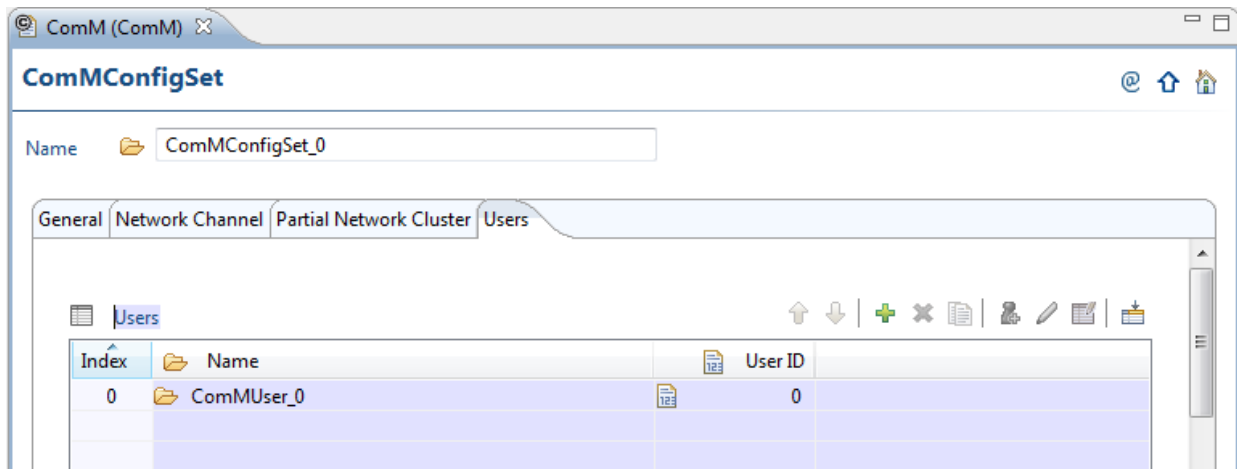 ComM (ComM)
ComMConfigSet
Name ComMConfigSet_0
General Network Channel Partial Network Cluster Users
Users
Index Name User ID
0 ComMUser_0 0